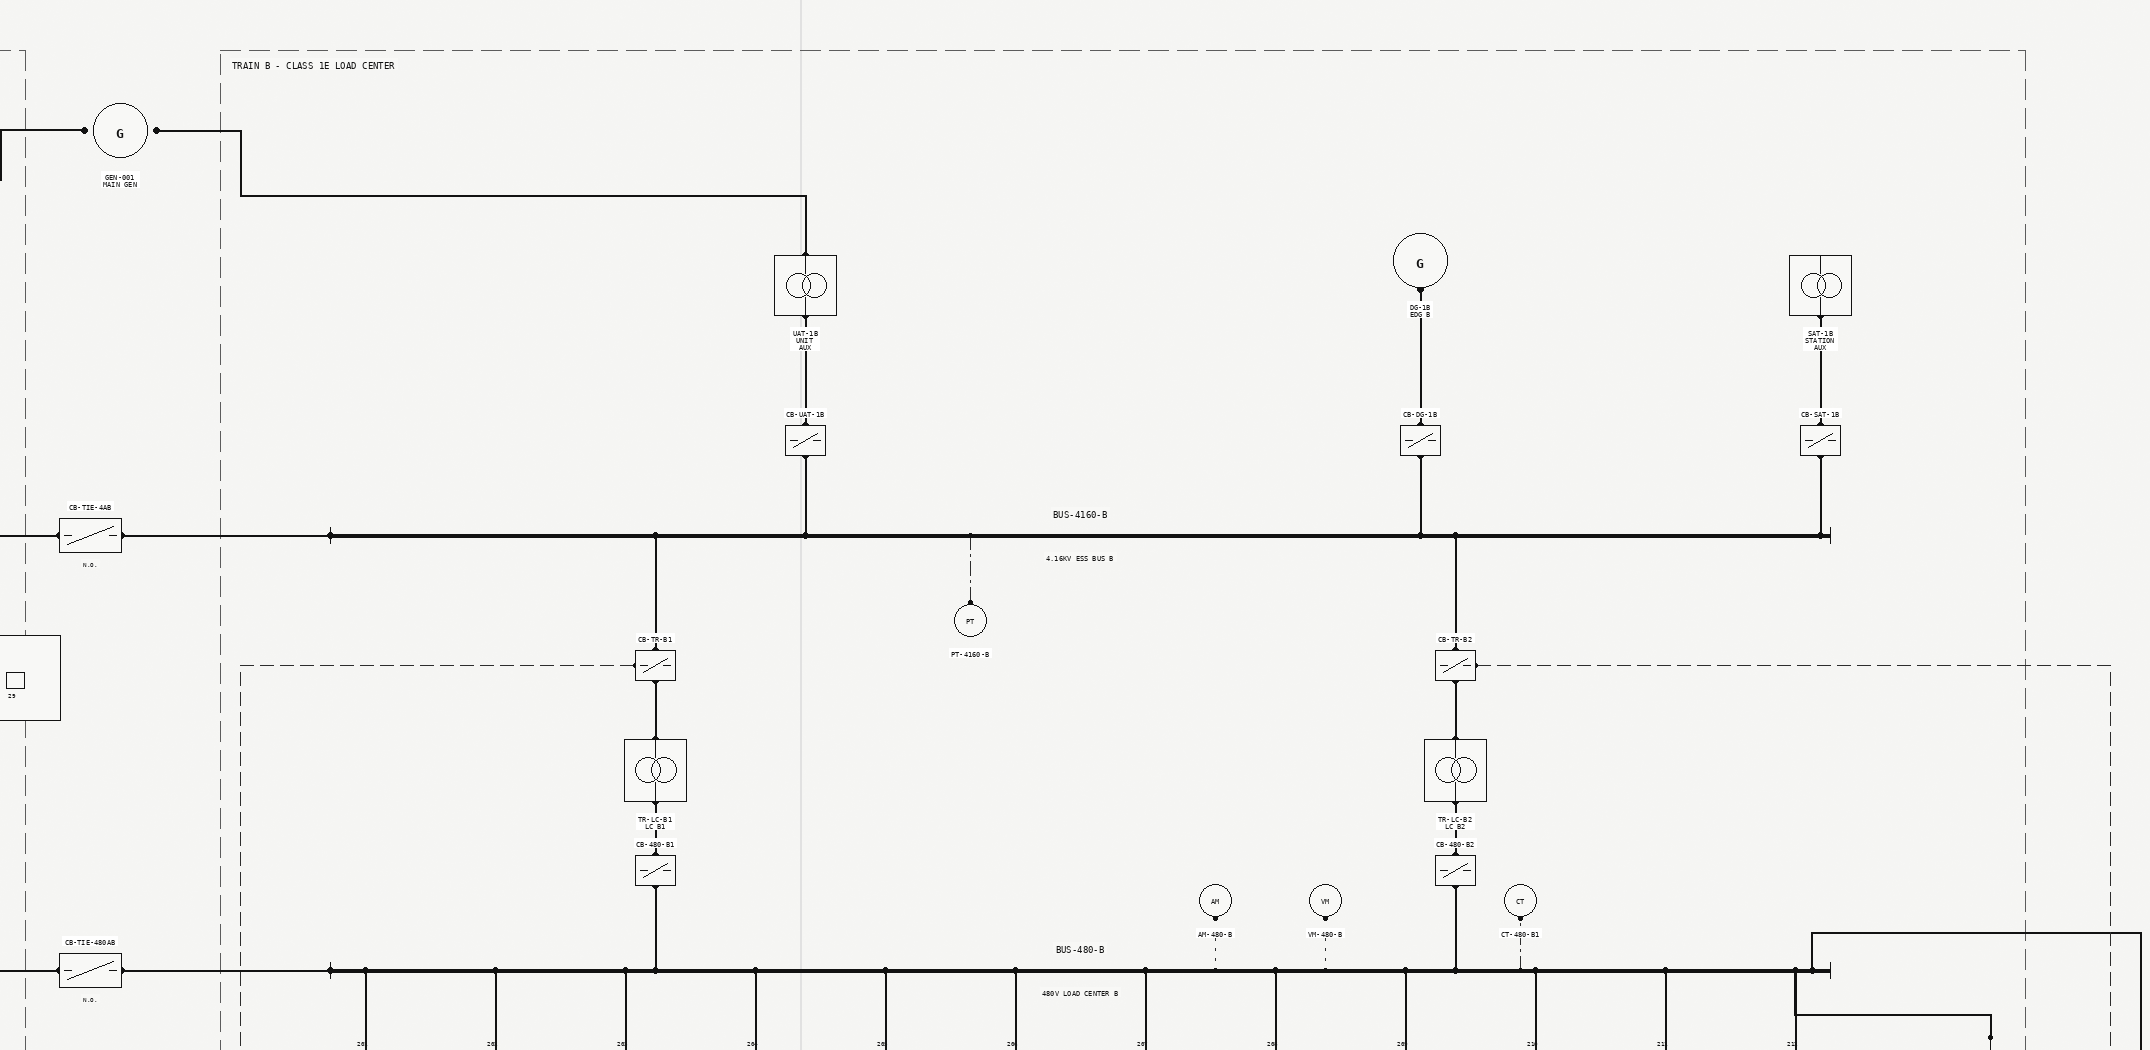 TRAIN B - CLASS 1E LOAD CENTER
G
GEN-001
MAIN GEN
G
DG-1B
EDG B
UAT-1B
UNIT
AUX
SAT-1B
STATION
AUX
CB-UAT-1B
CB-DG-1B
CB-SAT-1B
CB-TIE-4AB
N.O.
BUS-4160-B
4.16KV ESS BUS B
PT
PT-4160-B
CB-TR-B1
CB-TR-B2
TR-LC-B1
LC B1
TR-LC-B2
LC B2
CB-480-B1
CB-480-B2
AM
VM
CT
AM-480-B
VM-480-B
CT-480-B1
CB-TIE-480AB
N.O.
BUS-480-B
480V LOAD CENTER B